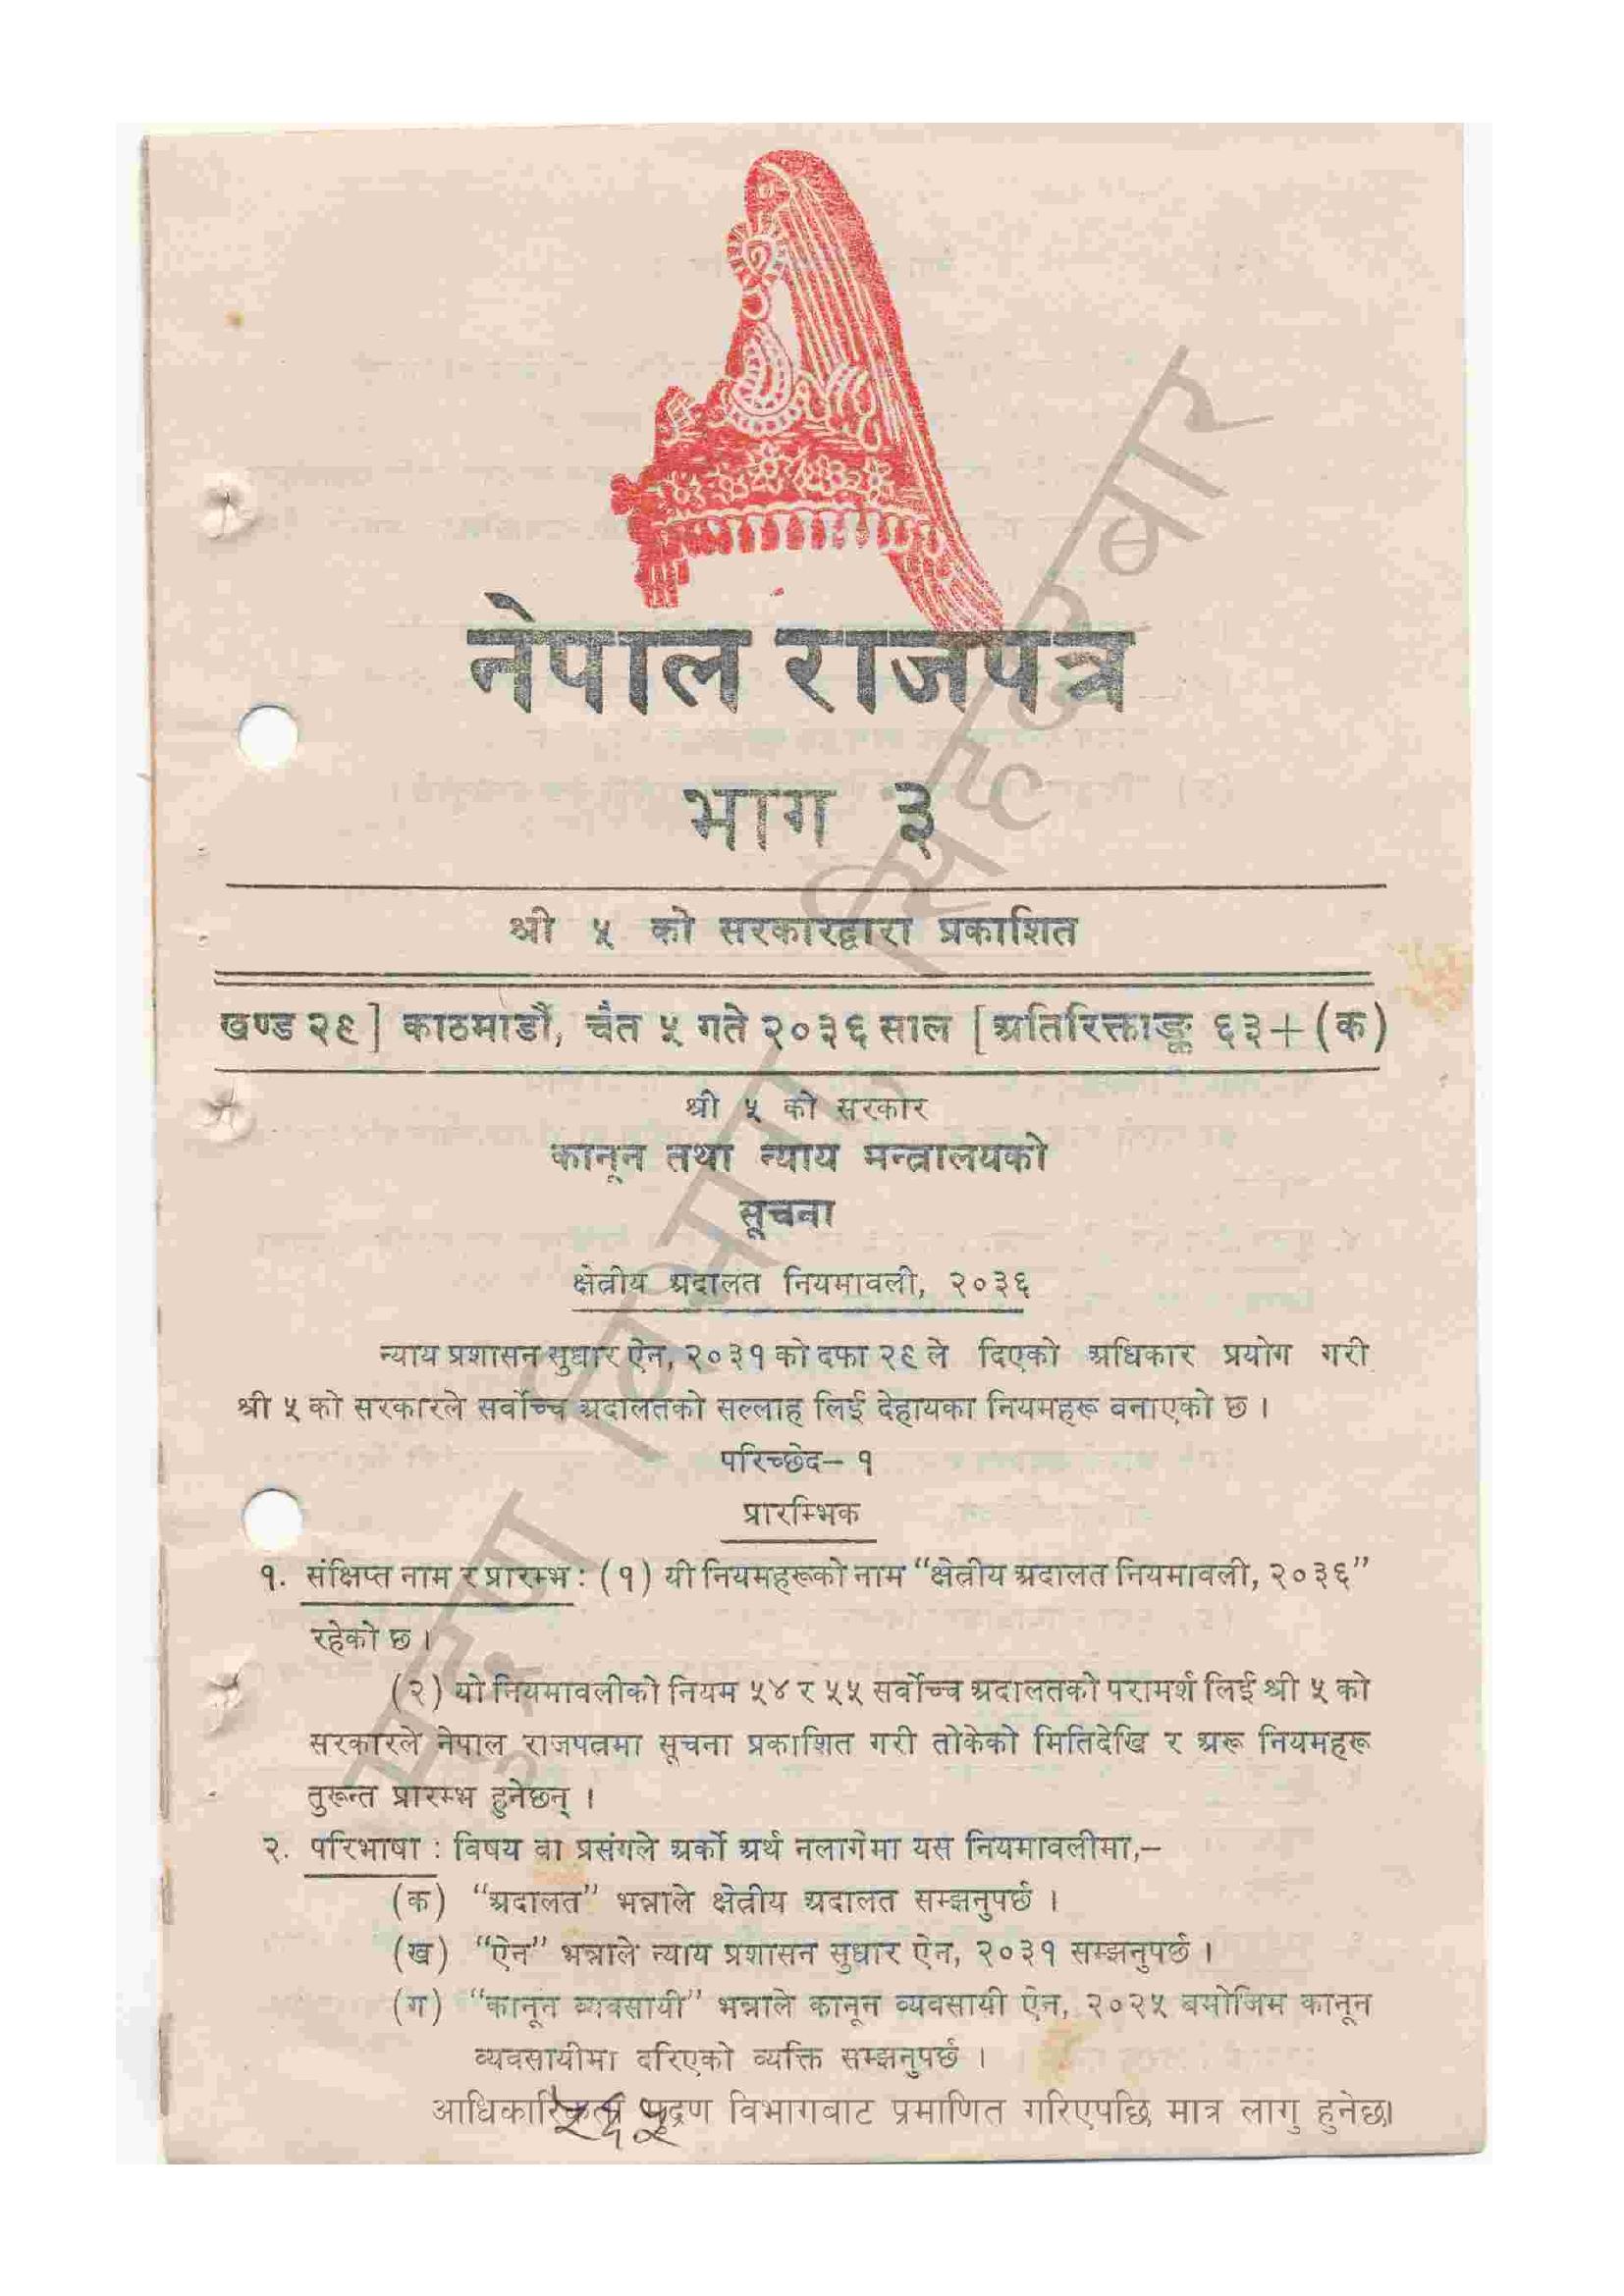 नेपाल राजपत्र
भाग ३
श्री ५ को सरकारद्वारा प्रकाशित
खण्ड २९] काठमाडौं, चैत ५ गते २०३६ साल [अतिरिक्ताङ्क ६३+(क)
श्री ५ को सरकार
कानून तथा न्याय मन्त्रालयको
सूचना
क्षेत्रीय अदालत नियमावली, २०३६
न्याय प्रशासन सुधार ऐन, २०३१ को दफा २९ ले दिएको अधिकार प्रयोग गरी
श्री ५ को सरकारले सर्वोच्च अदालतको सल्लाह लिई देहायका नियमहरू बनाएको छ ।
परिच्छेद– १
प्रारम्भिक
१. संक्षिप्त नाम र प्रारम्भ : (१) यी नियमहरूको नाम “क्षेत्रीय अदालत नियमावली, २०३६”
रहेको छ ।
(२) यो नियमावलीको नियम ५४ र ५५ सर्वोच्च अदालतको परामर्श लिई श्री ५ को
सरकारले नेपाल राजपत्रमा सूचना प्रकाशित गरी तोकेको मितिदेखि र अरू नियमहरू
तुरून्त प्रारम्भ हुनेछन् ।
२. परिभाषा : विषय वा प्रसंगले अर्को अर्थ नलागेमा यस नियमावलीमा,–
(क) “अदालत” भन्नाले क्षेत्रीय अदालत सम्झनुपर्छ ।
(ख) “ऐन” भन्नाले न्याय प्रशासन सुधार ऐन, २०३१ सम्झनुपर्छ ।
(ग) “कानून व्यवसायी” भन्नाले कानून व्यवसायी ऐन, २०२५ बमोजिम कानून
व्यवसायीमा दरिएको व्यक्ति सम्झनुपर्छ ।
आधिकारिकता मुद्रण विभागबाट प्रमाणित गरिएपछि मात्र लागु हुनेछ।
मुद्रण विभाग, सिंहदरबार